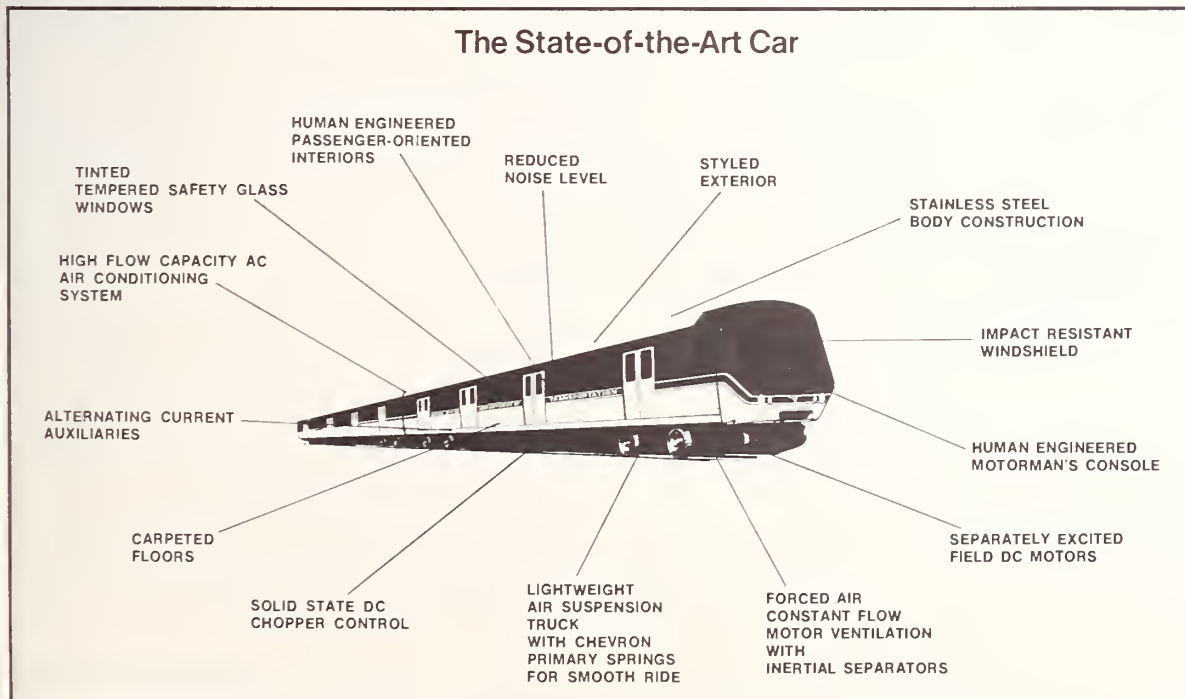 The State-of-the-Art Car
HUMAN ENGINEERED
PASSENGER-ORIENTED
INTERIORS
REDUCED
NOISE LEVEL
STYLED
EXTERIOR
TINTED
TEMPERED SAFETY GLASS
WINDOWS
STAINLESS STEEL
BODY CONSTRUCTION
HIGH FLOW CAPACITY AC
AIR CONDITIONING
SYSTEM
IMPACT RESISTANT
WINDSHIELD
TRANSPORTATION
ALTERNATING CURRENT
AUXILIARIES
HUMAN ENGINEERED
MOTORMAN'S CONSOLE
CARPETED
FLOORS
SEPARATELY EXCITED
FIELD DC MOTORS
SOLID STATE DC
CHOPPER CONTROL
LIGHTWEIGHT
AIR SUSPENSION
TRUCK
WITH CHEVRON
PRIMARY SPRINGS
FOR SMOOTH RIDE
FORCED AIR
CONSTANT FLOW
MOTOR VENTILATION
WITH
INERTIAL SEPARATORS